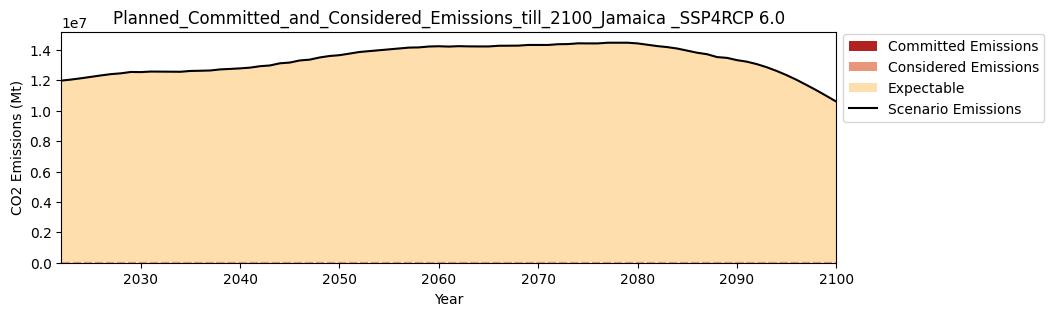 Planned_Committed_and_Considered_Emissions_till_2100_Jamaica _SSP4RCP 6.0
1e7
1.4
1.2
1.0
0.8
0.6
0.4
0.2
0.0
CO2 Emissions (Mt)
2030 2040 2050 2060 2070 2080 2090 2100
Year
Committed Emissions
Considered Emissions
Expectable
Scenario Emissions